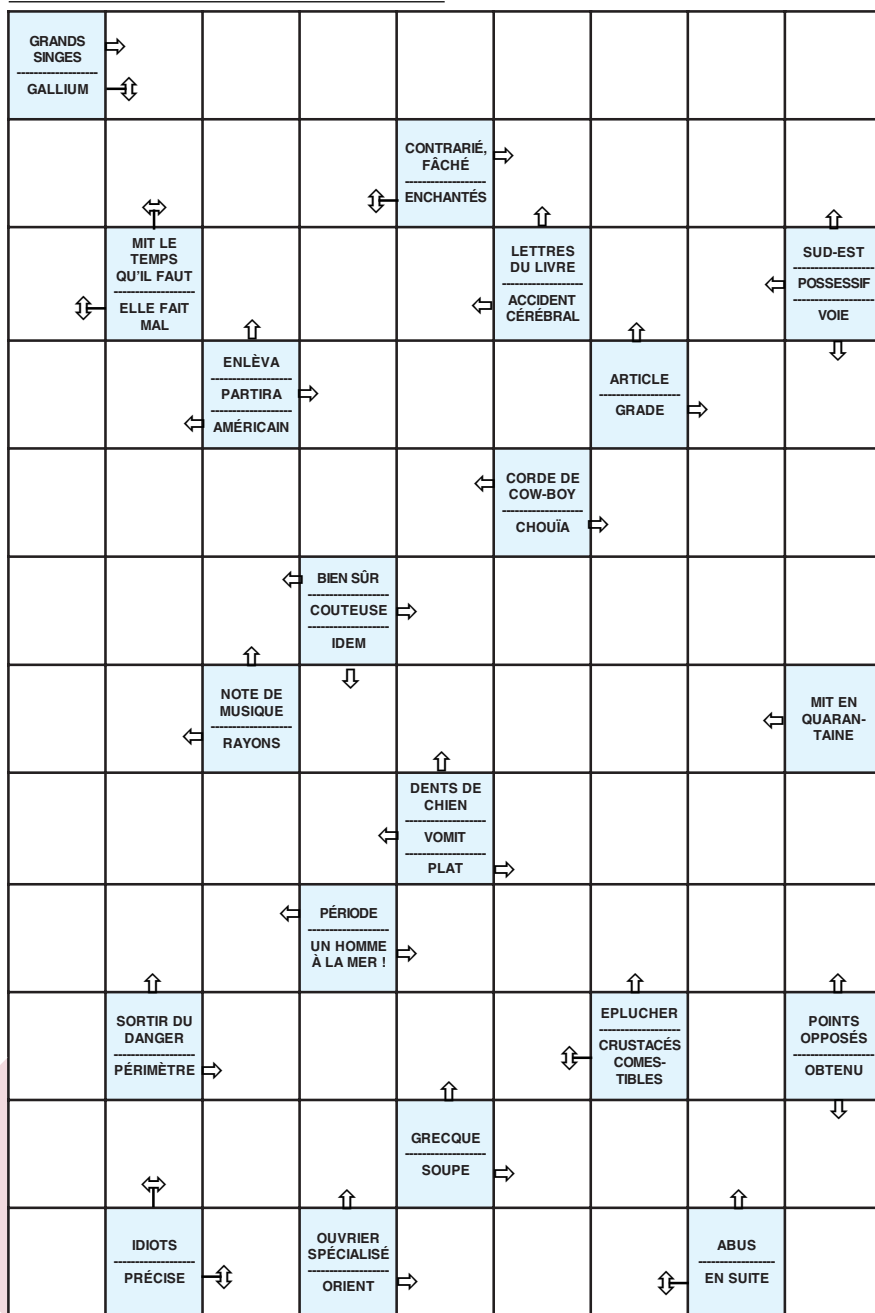 GRANDS
SINGES
GALLIUM
CONTRARIÉ,
FÂCHÉ
ENCHANTÉS
MIT LE
TEMPS
QU'IL FAUT
ELLE FAIT
MAL
LETTRES
DU LIVRE
ACCIDENT
CÉRÉBRAL
SUD-EST
POSSESSIF
VOIE
ENLÈVA
PARTIRA
AMÉRICAIN
ARTICLE
GRADE
CORDE DE
COW-BOY
CHOUÏA
BIEN SÛR
COUTEUSE
IDEM
NOTE DE
MUSIQUE
RAYONS
MIT EN
QUARAN-
TAINE
DENTS DE
CHIEN
VOMIT
PLAT
PÉRIODE
UN HOMME
À LA MER !
SORTIR DU
DANGER
PÉRIMÈTRE
EPLUCHER
CRUSTACÉS
COMES-
TIBLES
POINTS
OPPOSÉS
OBTENU
GRECQUE
SOUPE
IDIOTS
PRÉCISE
OUVRIER
SPÉCIALISÉ
ORIENT
ABUS
EN SUITE